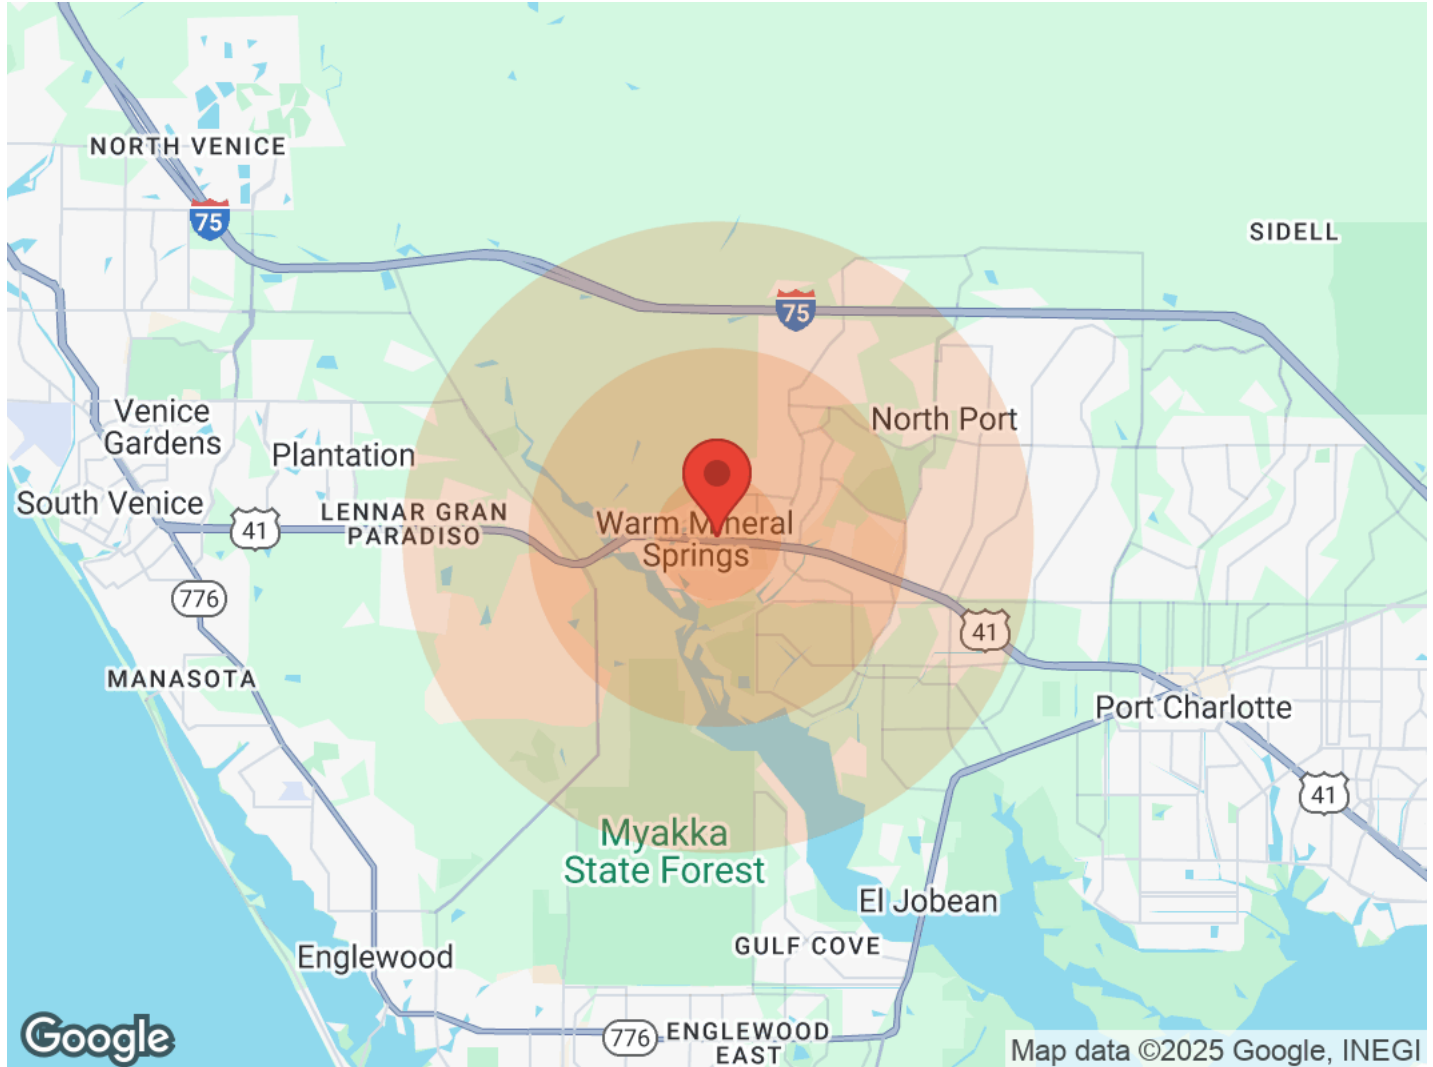 NORTH VENICE
75
SIDELL
75
Venice
Gardens
North Port
Plantation
South Venice
LENNAR GRAN
PARADISO
41
Warm Mineral
Springs
776
41
MANASOTA
Port Charlotte
41
Myakka
State Forest
El Jobean
GULF COVE
Englewood
776
ENGLEWOOD
EAST
Google
Map data ©2025 Google, INEGI